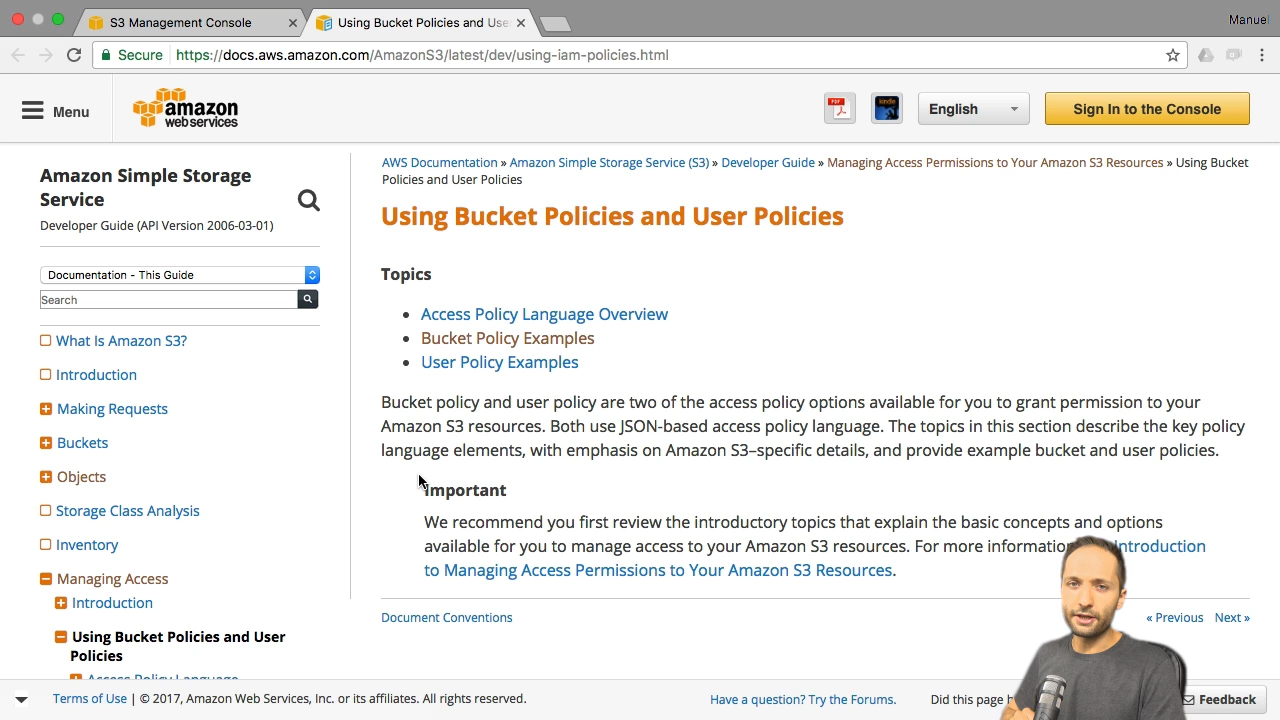 S3 Management Console
Using Bucket Policies and Use
Manuel
Secure
https://docs.aws.amazon.com/AmazonS3/latest/dev/using-iam-policies.html
Menu
amazon
webservices
PDF
kindle
English
Sign In to the Console
Amazon Simple Storage
Service
Developer Guide (API Version 2006-03-01)
Documentation - This Guide
Search
What Is Amazon S3?
Introduction
Making Requests
Buckets
Objects
Storage Class Analysis
Inventory
Managing Access
Introduction
Using Bucket Policies and User
Policies
Access Policy Language
AWS Documentation » Amazon Simple Storage Service (S3) » Developer Guide » Managing Access Permissions to Your Amazon S3 Resources » Using Bucket
Policies and User Policies
Using Bucket Policies and User Policies
Topics
Access Policy Language Overview
Bucket Policy Examples
User Policy Examples
Bucket policy and user policy are two of the access policy options available for you to grant permission to your
Amazon S3 resources. Both use JSON-based access policy language. The topics in this section describe the key policy
language elements, with emphasis on Amazon S3–specific details, and provide example bucket and user policies.
Important
We recommend you first review the introductory topics that explain the basic concepts and options
available for you to manage access to your Amazon S3 resources. For more information Introduction
to Managing Access Permissions to Your Amazon S3 Resources.
Document Conventions
« Previous Next »
Terms of Use | © 2017, Amazon Web Services, Inc. or its affiliates. All rights reserved.
Have a question? Try the Forums.
Did this page
Feedback